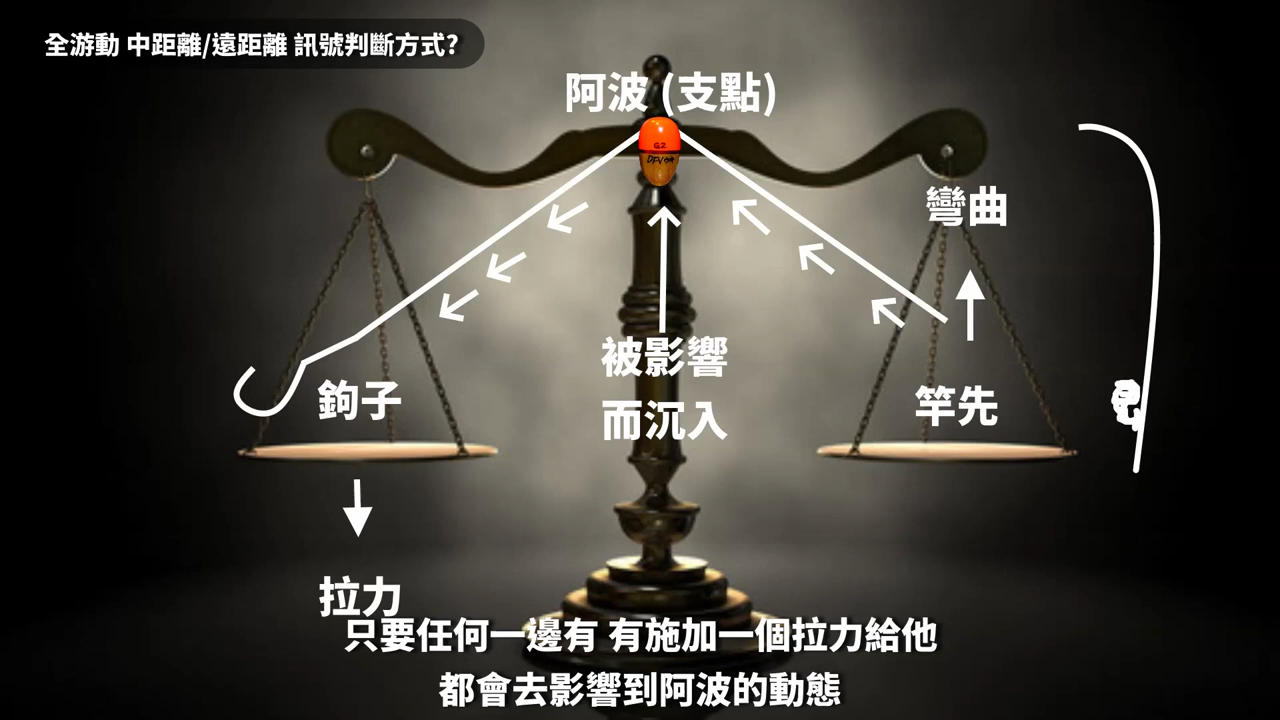 全游動 中距離/遠距離 訊號判斷方式?
阿波 (支點)
G2
彎曲
被影響
而沉入
鉤子
竿先
拉力
只要任何一邊有 有施加一個拉力給他
都會去影響到阿波的動態